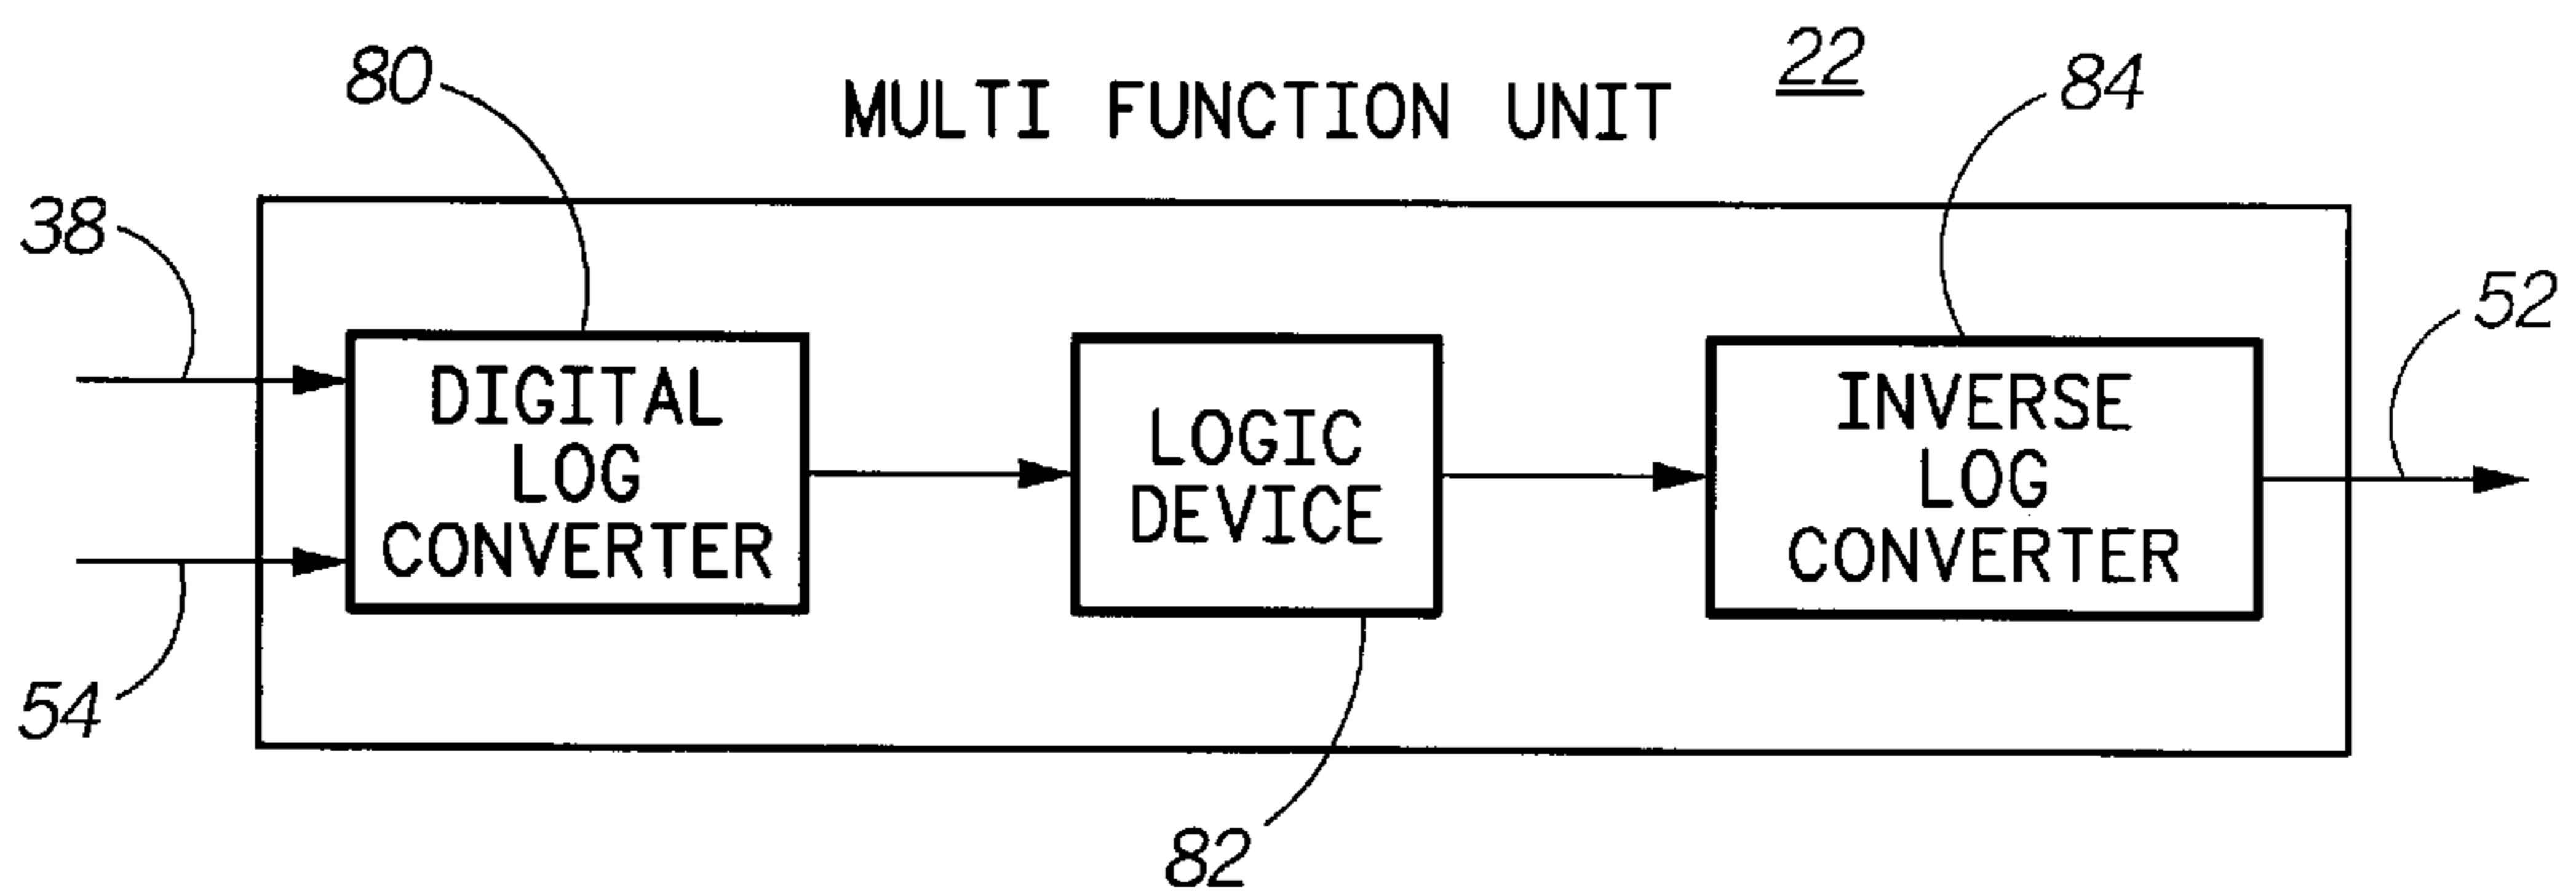 22
MULTI FUNCTION UNIT
80
84
38
54
52
82
DIGITAL
LOG
CONVERTER
LOGIC
DEVICE
INVERSE
LOG
CONVERTER